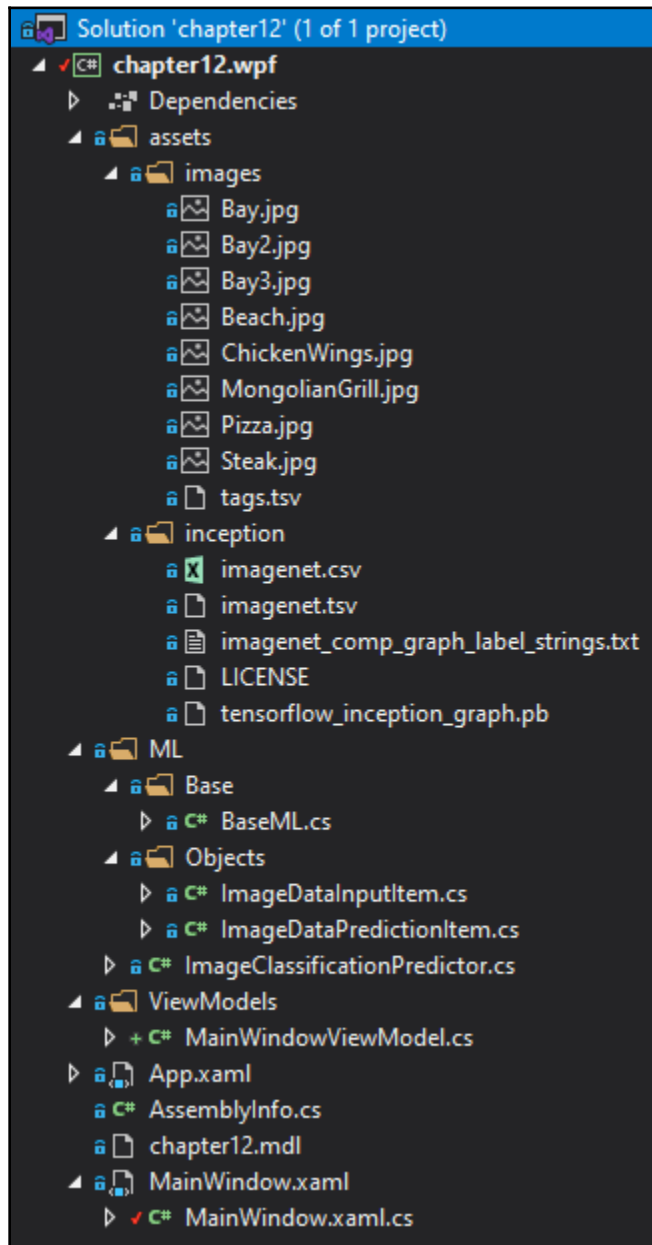 Solution 'chapter12' (1 of 1 project)
C# chapter12.wpf
Dependencies
assets
images
Bay.jpg
Bay2.jpg
Bay3.jpg
Beach.jpg
ChickenWings.jpg
MongolianGrill.jpg
Pizza.jpg
Steak.jpg
tags.tsv
inception
X imagenet.csv
imagenet.tsv
imagenet_comp_graph_label_strings.txt
LICENSE
tensorflow_inception_graph.pb
ML
Base
C# BaseML.cs
Objects
C# ImageDataInputItem.cs
C# ImageDataPredictionItem.cs
C# ImageClassificationPredictor.cs
ViewModels
+ C# MainWindowViewModel.cs
App.xaml
C# AssemblyInfo.cs
chapter12.mdl
MainWindow.xaml
C# MainWindow.xaml.cs